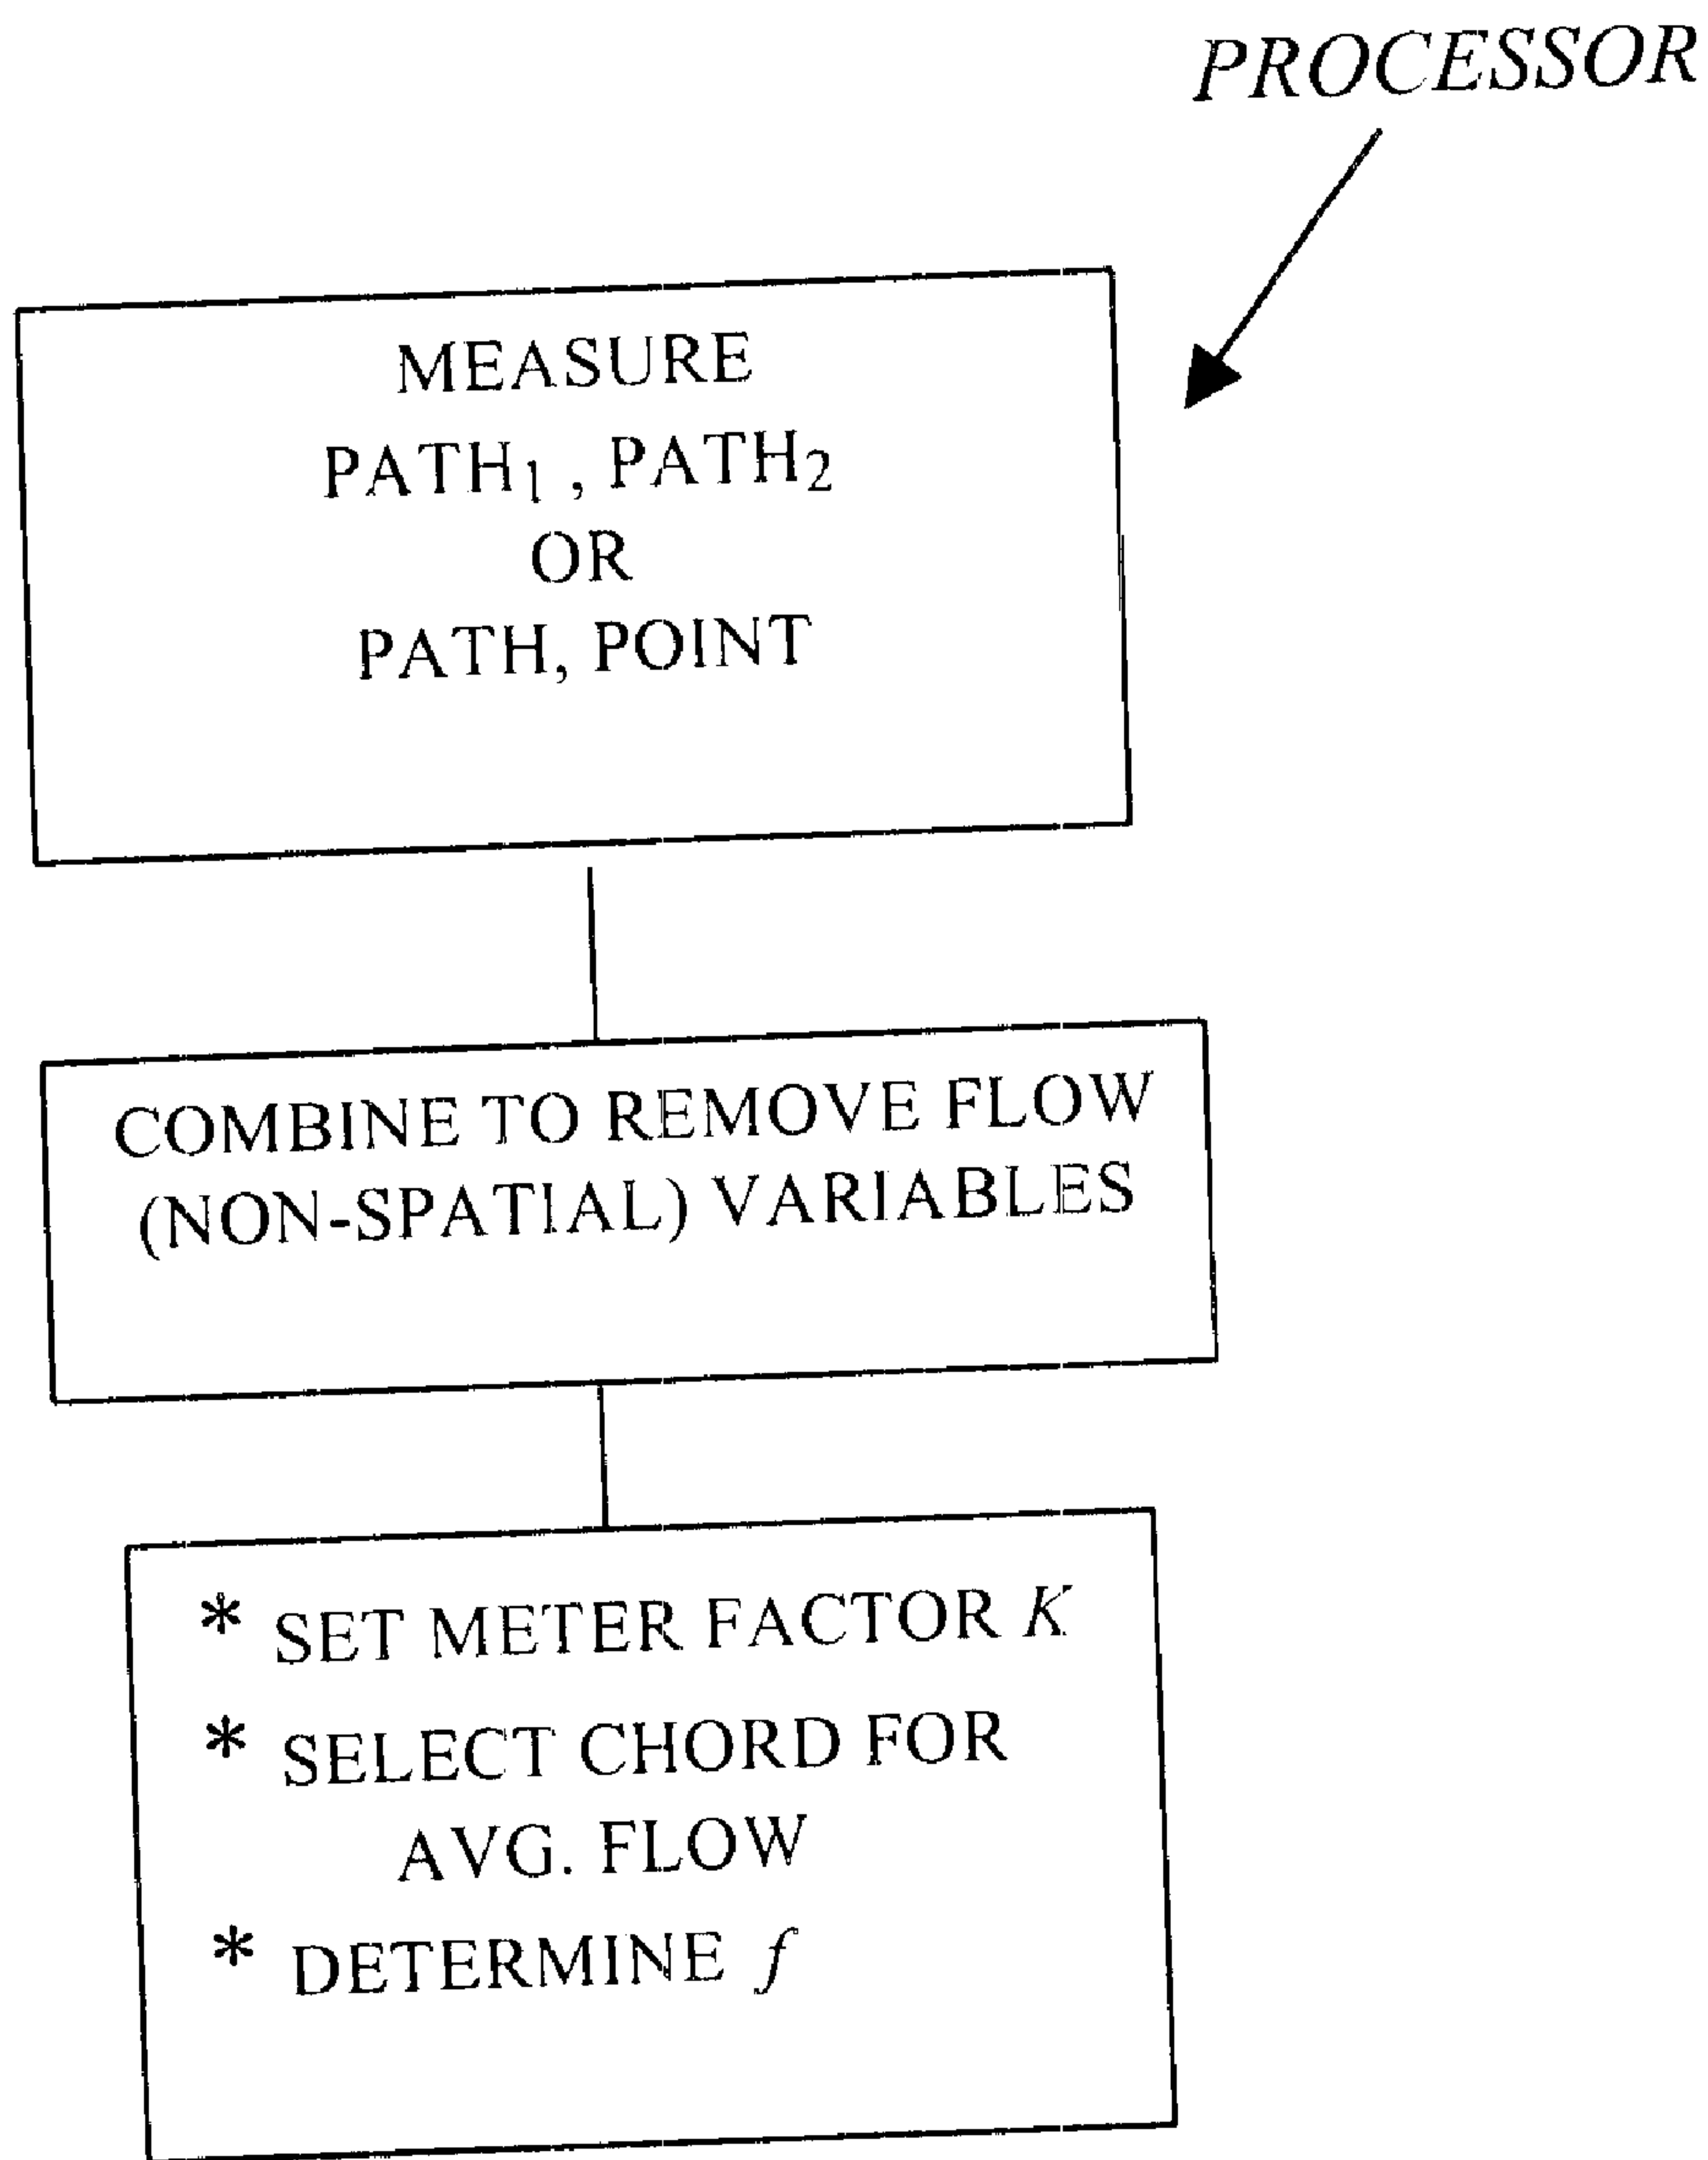 PROCESSOR
MEASURE
PATH₁ , PATH₂
OR
PATH, POINT
COMBINE TO REMOVE FLOW
(NON-SPATIAL) VARIABLES
* SET METER FACTOR K
* SELECT CHORD FOR
AVG. FLOW
* DETERMINE f